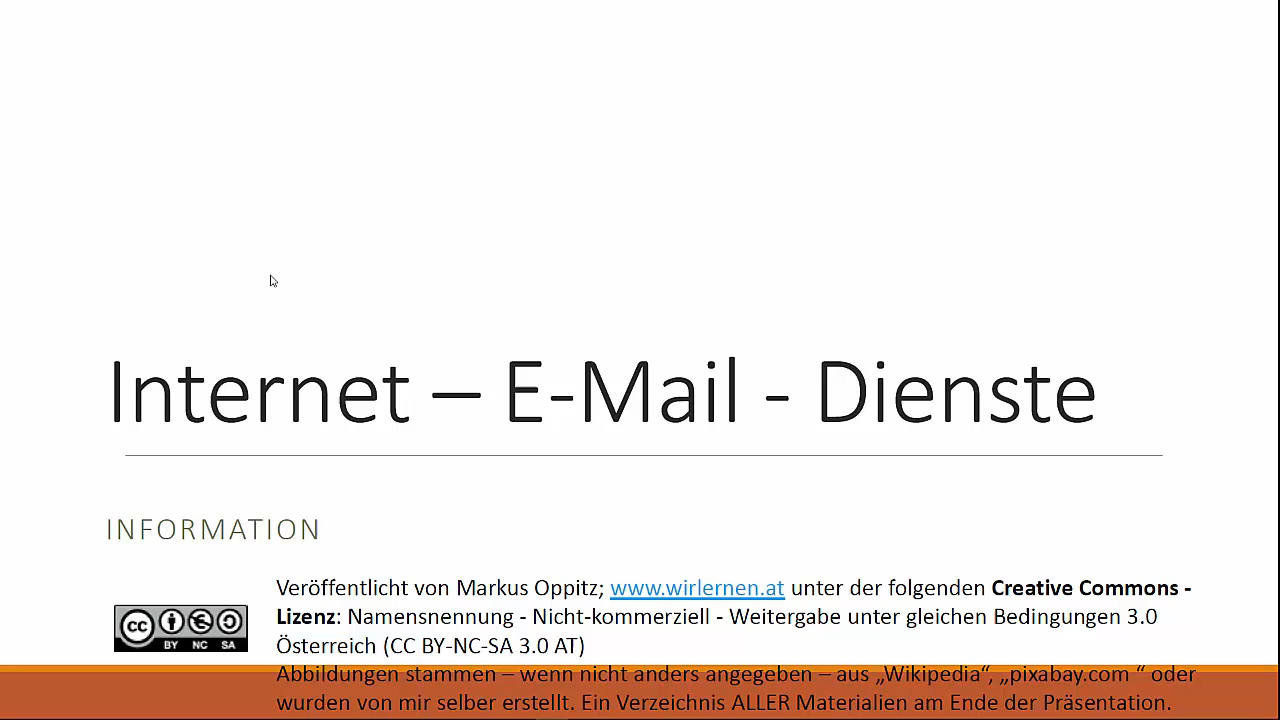 Internet – E-Mail - Dienste
INFORMATION
Veröffentlicht von Markus Oppitz; www.wirlernen.at unter der folgenden Creative Commons -
Lizenz: Namensnennung - Nicht-kommerziell - Weitergabe unter gleichen Bedingungen 3.0
Österreich (CC BY-NC-SA 3.0 AT)
cc BY NC SA
Abbildungen stammen – wenn nicht anders angegeben – aus „Wikipedia“, „pixabay.com “ oder
wurden von mir selber erstellt. Ein Verzeichnis ALLER Materialien am Ende der Präsentation.